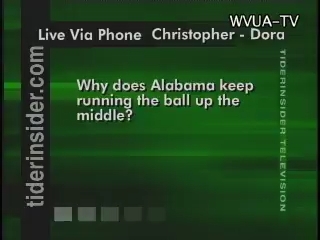 WVUA-TV
Live Via Phone Christopher - Dora
Why does Alabama keep
running the ball up the
middle?
tiderinsider.com
TIDERINSIDER TELEVISION